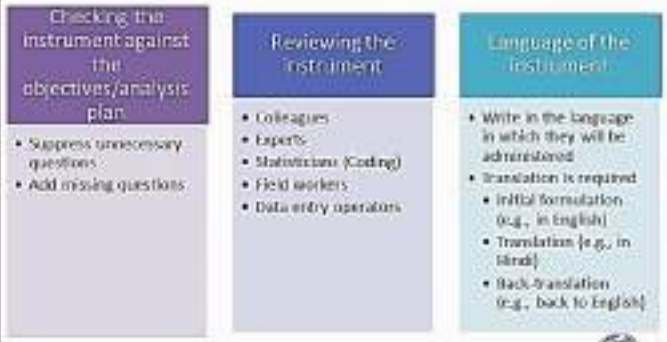 Checking the
instrument against
the
objectives/analysis
plan
• Suppress unnecessary
questions
• Add missing questions
Reviewing the
instrument
• Colleagues
• Experts
• Statisticians (Coding)
• Field workers
• Data entry operators
Language of the
instrument
• Write in the language
in which they will be
administered
• Translation is required
• Initial formulation
(e.g., in English)
• Translation (e.g., in
Hindi)
• Back-translation
(e.g., back to English)